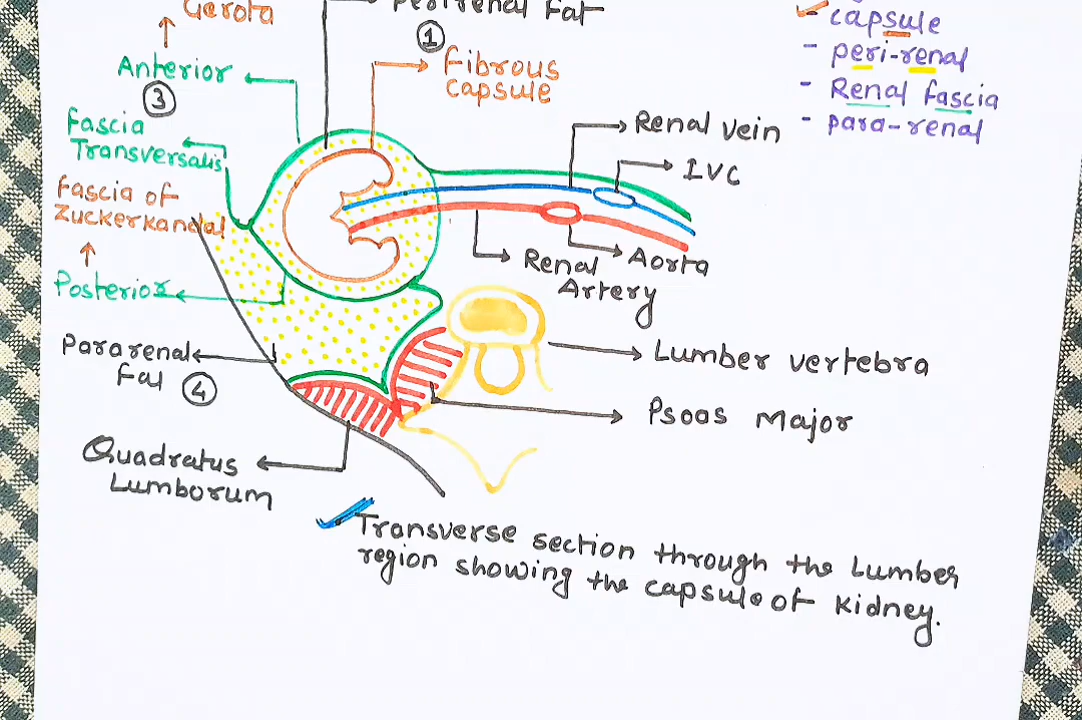 Gerota
perirenal Fat
①
Fibrous
capsule
Anterior
③
Fascia
Transversalis
Fascia of
Zuckerkandal
Posterior
Pararenal
Fat ④
Quadratus
Lumborum
capsule
- peri-renal
- Renal fascia
- para-renal
Renal vein
IVC
Renal
Artery
Aorta
Lumber vertebra
Psoas Major
Transverse section through the Lumber
region showing the capsule of kidney.